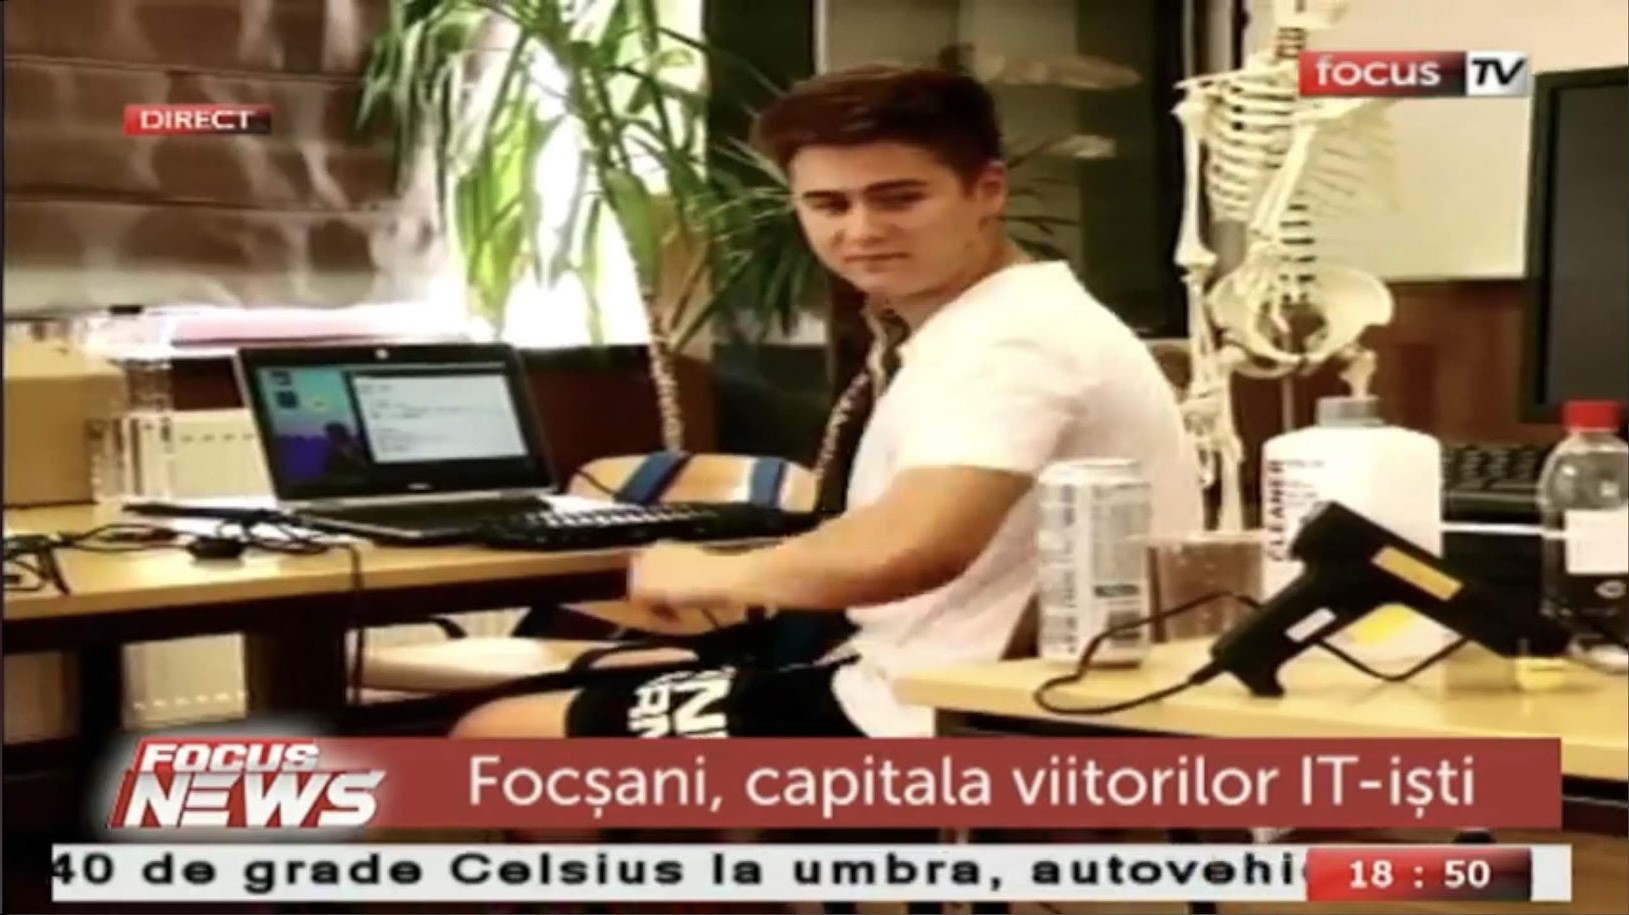 DIRECT
focus TV
CLEANER
FOCUS
NEWS
Focșani, capitala viitorilor IT-iști
40 de grade Celsius la umbra, autovehi
18 : 50